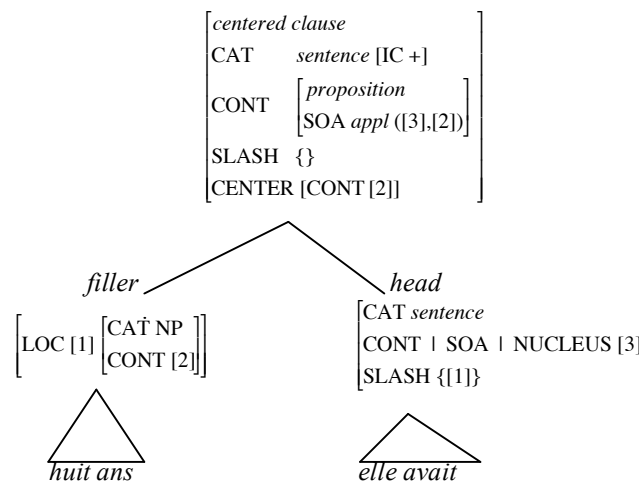 centered clause
CAT sentence [IC +]
CONT [proposition
SOA appl ([3],[2])]
SLASH {}
CENTER [CONT [2]]
filler
head
LOC [1] [CAṪ NP
CONT [2]]
CAT sentence
CONT | SOA | NUCLEUS [3]
SLASH {[1]}
huit ans
elle avait